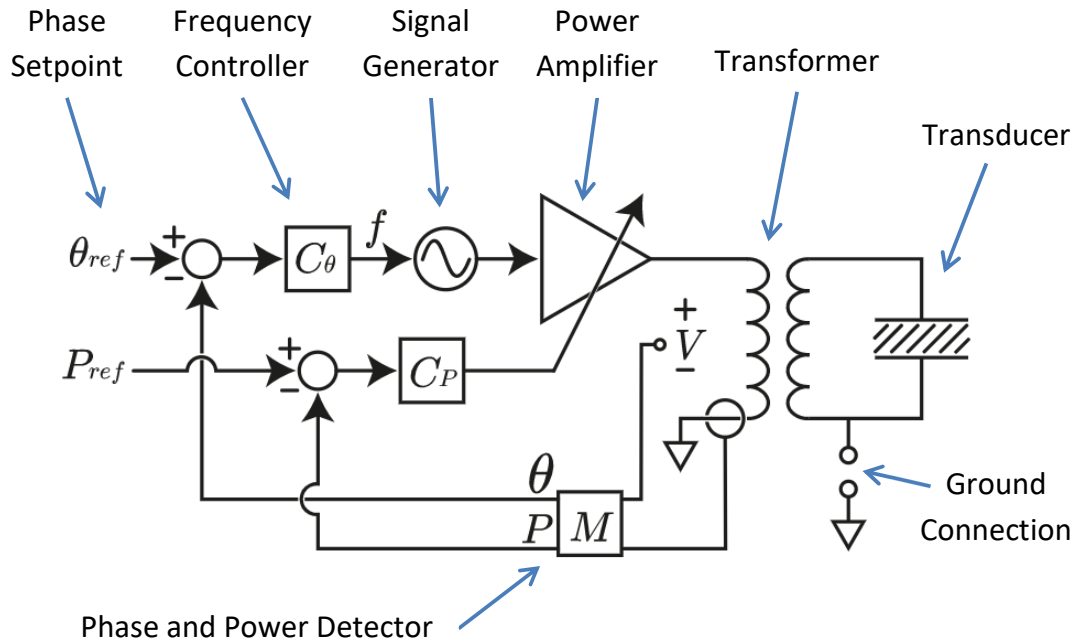 Phase
Setpoint
Frequency
Controller
Signal
Generator
Power
Amplifier
Transformer
Transducer
θref
+
−
Cθ
f
Pref
+
−
CP
+
V
−
θ
P
M
Ground
Connection
Phase and Power Detector